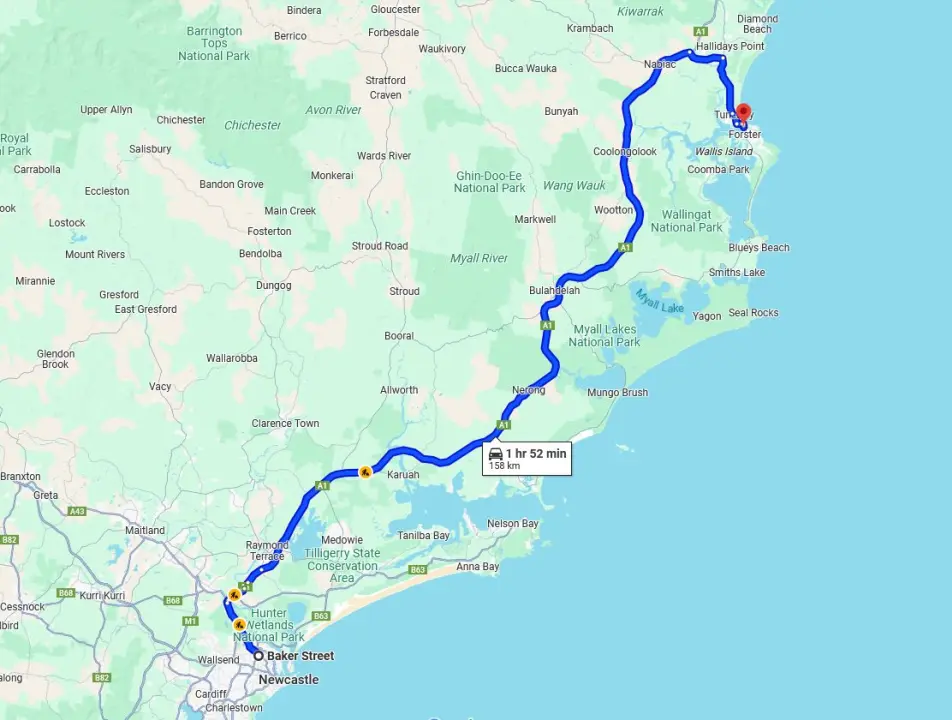 Bindera
Gloucester
Kiwarrak
Diamond
Beach
Barrington
Tops
National Park
Berrico
Forbesdale
Krambach
A1
Waukivory
Hallidays Point
Nabiac
Bucca Wauka
Stratford
Craven
Upper Allyn
Avon River
Bunyah
Chichester
Chichester
Forster
Royal
l Park
Salisbury
Wards River
Coolongolook
Wallis Island
Carrabolla
Monkerai
Ghin-Doo-Ee
National Park
Coomba Park
Eccleston
Bandon Grove
Wang Wauk
ook
Main Creek
Wootton
Wallingat
National Park
Lostock
Fosterton
Markwell
Mount Rivers
Bendolba
Stroud Road
A1
Blueys Beach
Myall River
Smiths Lake
Mirannie
Dungog
Stroud
Bulahdelah
Gresford
East Gresford
Myall Lake
Yagon
Seal Rocks
A1
Booral
Myall Lakes
National Park
Glendon
Brook
Wallarobba
Vacy
Allworth
Nerong
Mungo Brush
Clarence Town
A1
1 hr 52 min
158 km
Karuah
Branxton
A1
Greta
A43
Maitland
Nelson Bay
B82
Medowie
Tanilba Bay
Raymond
Terrace
Tilligerry State
Conservation
Area
B63
Anna Bay
B68
Kurri Kurri
B68
Cessnock
B63
M1
Hunter
Wetlands
National Park
lbird
Wallsend
Baker Street
Newcastle
B82
along
Cardiff
Charlestown